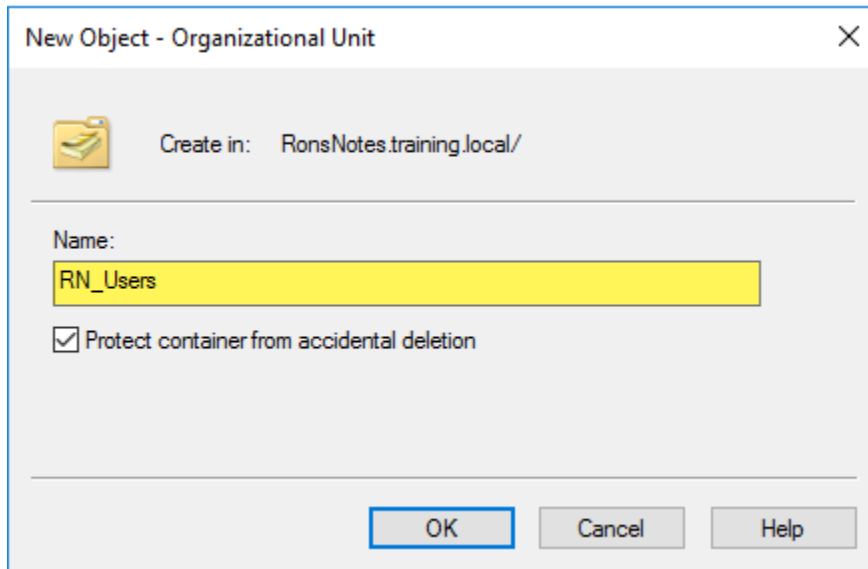 New Object - Organizational Unit
Create in: RonsNotes.training.local/
Name:
RN_Users
Protect container from accidental deletion
OK Cancel Help